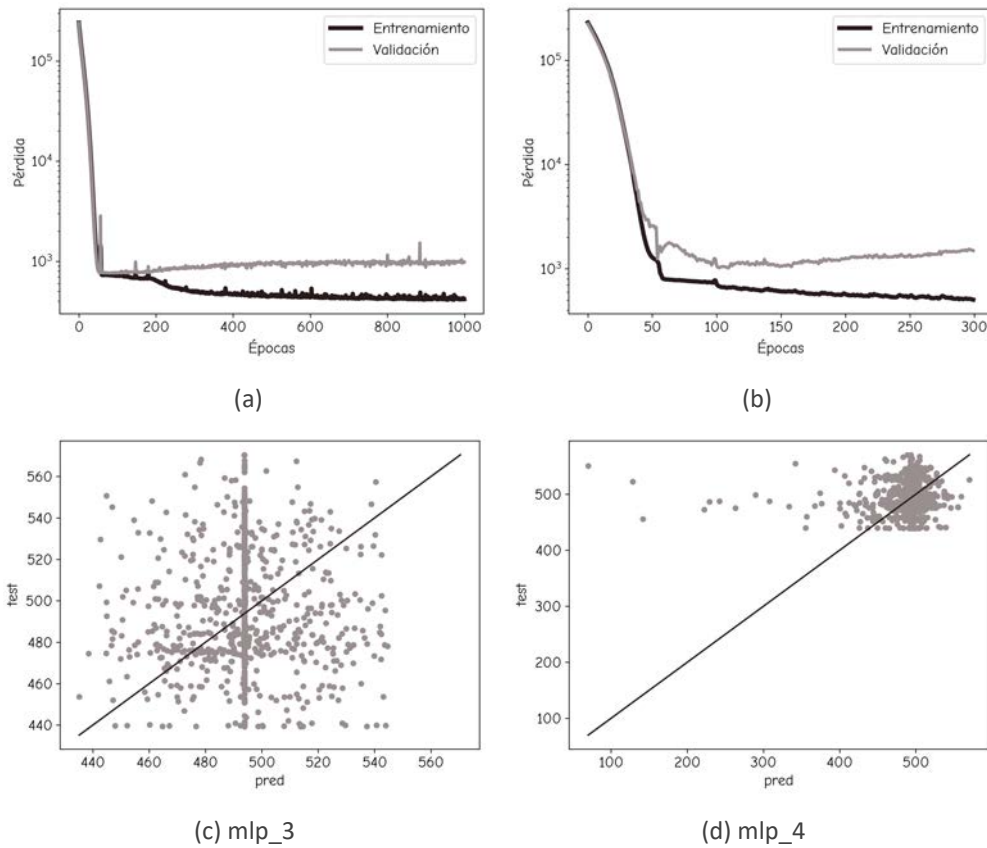 Entrenamiento
Validación
10^5
10^4
10^3
Pérdida
0 200 400 600 800 1000
Épocas
(a)
Entrenamiento
Validación
10^5
10^4
10^3
Pérdida
0 50 100 150 200 250 300
Épocas
(b)
560
540
520
500
480
460
440
test
440 460 480 500 520 540 560
pred
(c) mlp_3
500
400
300
200
100
test
100 200 300 400 500
pred
(d) mlp_4